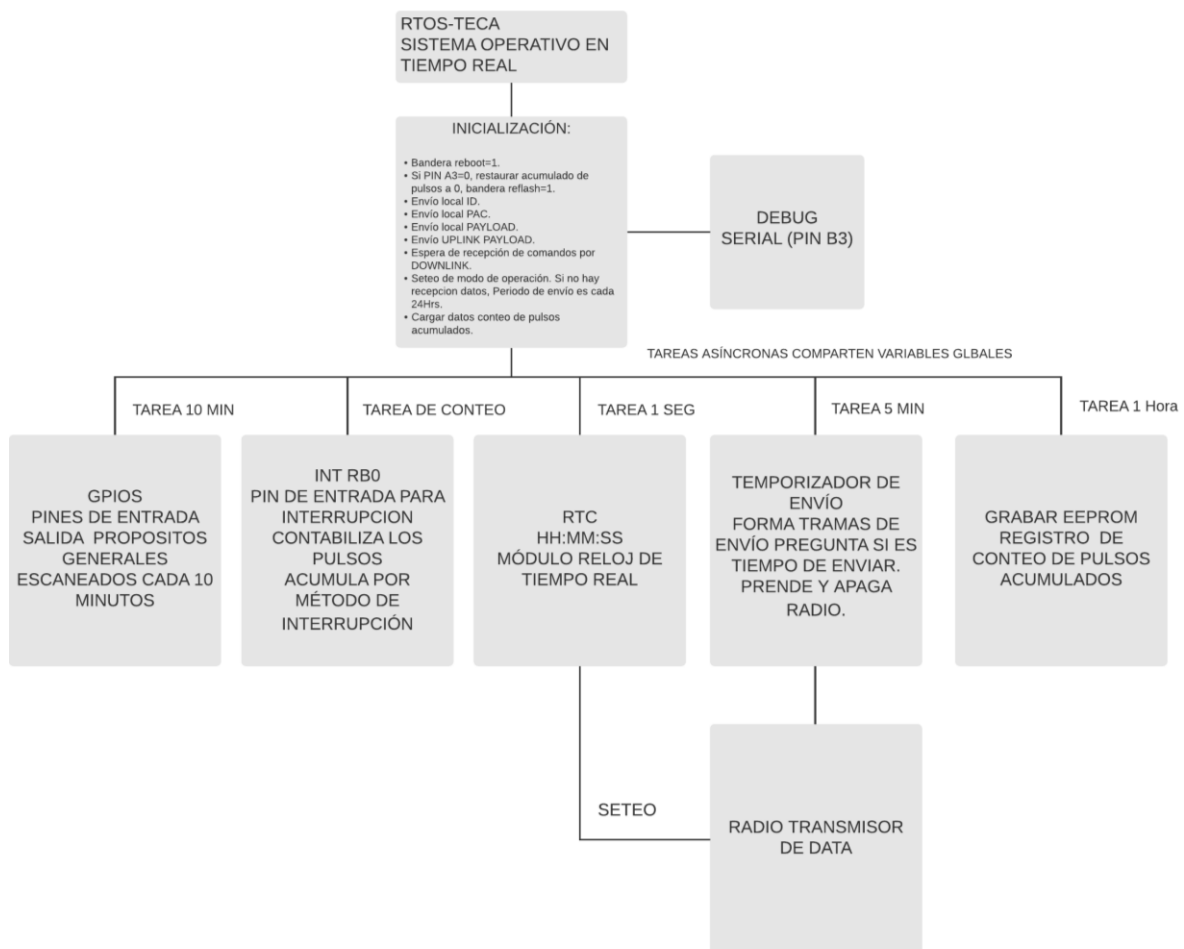 RTOS-TECA
SISTEMA OPERATIVO EN
TIEMPO REAL
INICIALIZACIÓN:
• Bandera reboot=1.
• Si PIN A3=0, restaurar acumulado de
pulsos a 0, bandera reflash=1.
• Envío local ID.
• Envío local PAC.
• Envío local PAYLOAD.
• Envío UPLINK PAYLOAD.
• Espera de recepción de comandos por
DOWNLINK.
• Seteo de modo de operación. Si no hay
recepcion datos, Periodo de envío es cada
24Hrs.
• Cargar datos conteo de pulsos
acumulados.
DEBUG
SERIAL (PIN B3)
TAREAS ASÍNCRONAS COMPARTEN VARIABLES GLBALES
TAREA 10 MIN
GPIOS
PINES DE ENTRADA
SALIDA PROPOSITOS
GENERALES
ESCANEADOS CADA 10
MINUTOS
TAREA DE CONTEO
INT RB0
PIN DE ENTRADA PARA
INTERRUPCION
CONTABILIZA LOS
PULSOS
ACUMULA POR
MÉTODO DE
INTERRUPCIÓN
TAREA 1 SEG
RTC
HH:MM:SS
MÓDULO RELOJ DE
TIEMPO REAL
TAREA 5 MIN
TEMPORIZADOR DE
ENVÍO
FORMA TRAMAS DE
ENVÍO PREGUNTA SI ES
TIEMPO DE ENVIAR.
PRENDE Y APAGA
RADIO.
TAREA 1 Hora
GRABAR EEPROM
REGISTRO DE
CONTEO DE PULSOS
ACUMULADOS
SETEO
RADIO TRANSMISOR
DE DATA